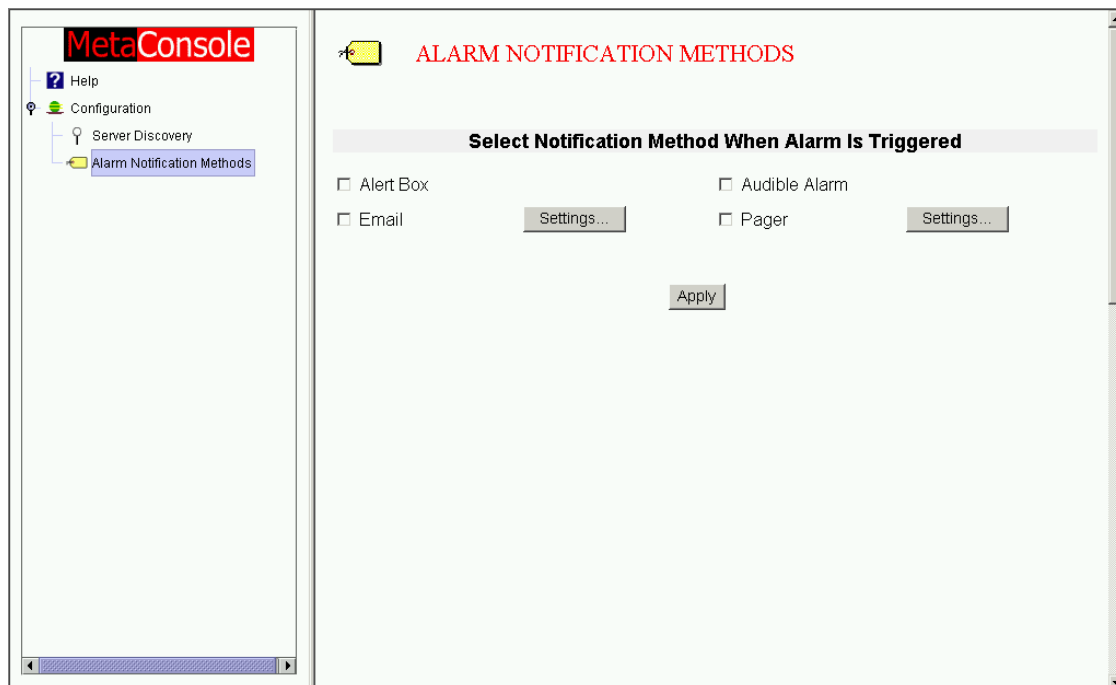 MetaConsole
Help
Configuration
Server Discovery
Alarm Notification Methods
ALARM NOTIFICATION METHODS
Select Notification Method When Alarm Is Triggered
Alert Box
Audible Alarm
Email
Settings...
Pager
Settings...
Apply